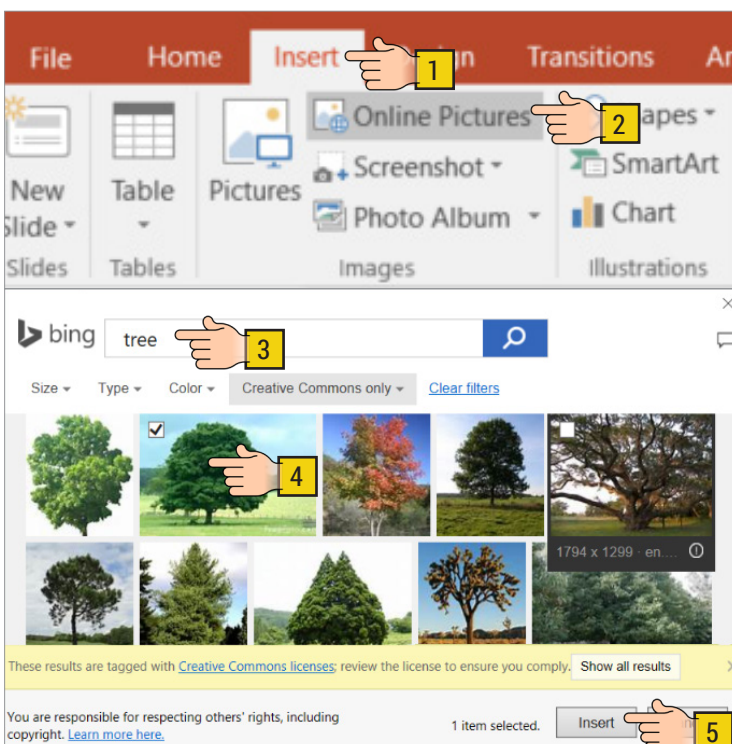 File Home Insert 1 n Transitions
Online Pictures 2 apes
Screenshot SmartArt
New Table Pictures
Slide Photo Album Chart
Slides Tables Images Illustrations
bing tree 3
Size Type Color Creative Commons only Clear filters
4
1794 x 1299 · en....
These results are tagged with Creative Commons licenses; review the license to ensure you comply. Show all results
You are responsible for respecting others' rights, including
copyright. Learn more here. 1 item selected. Insert 5